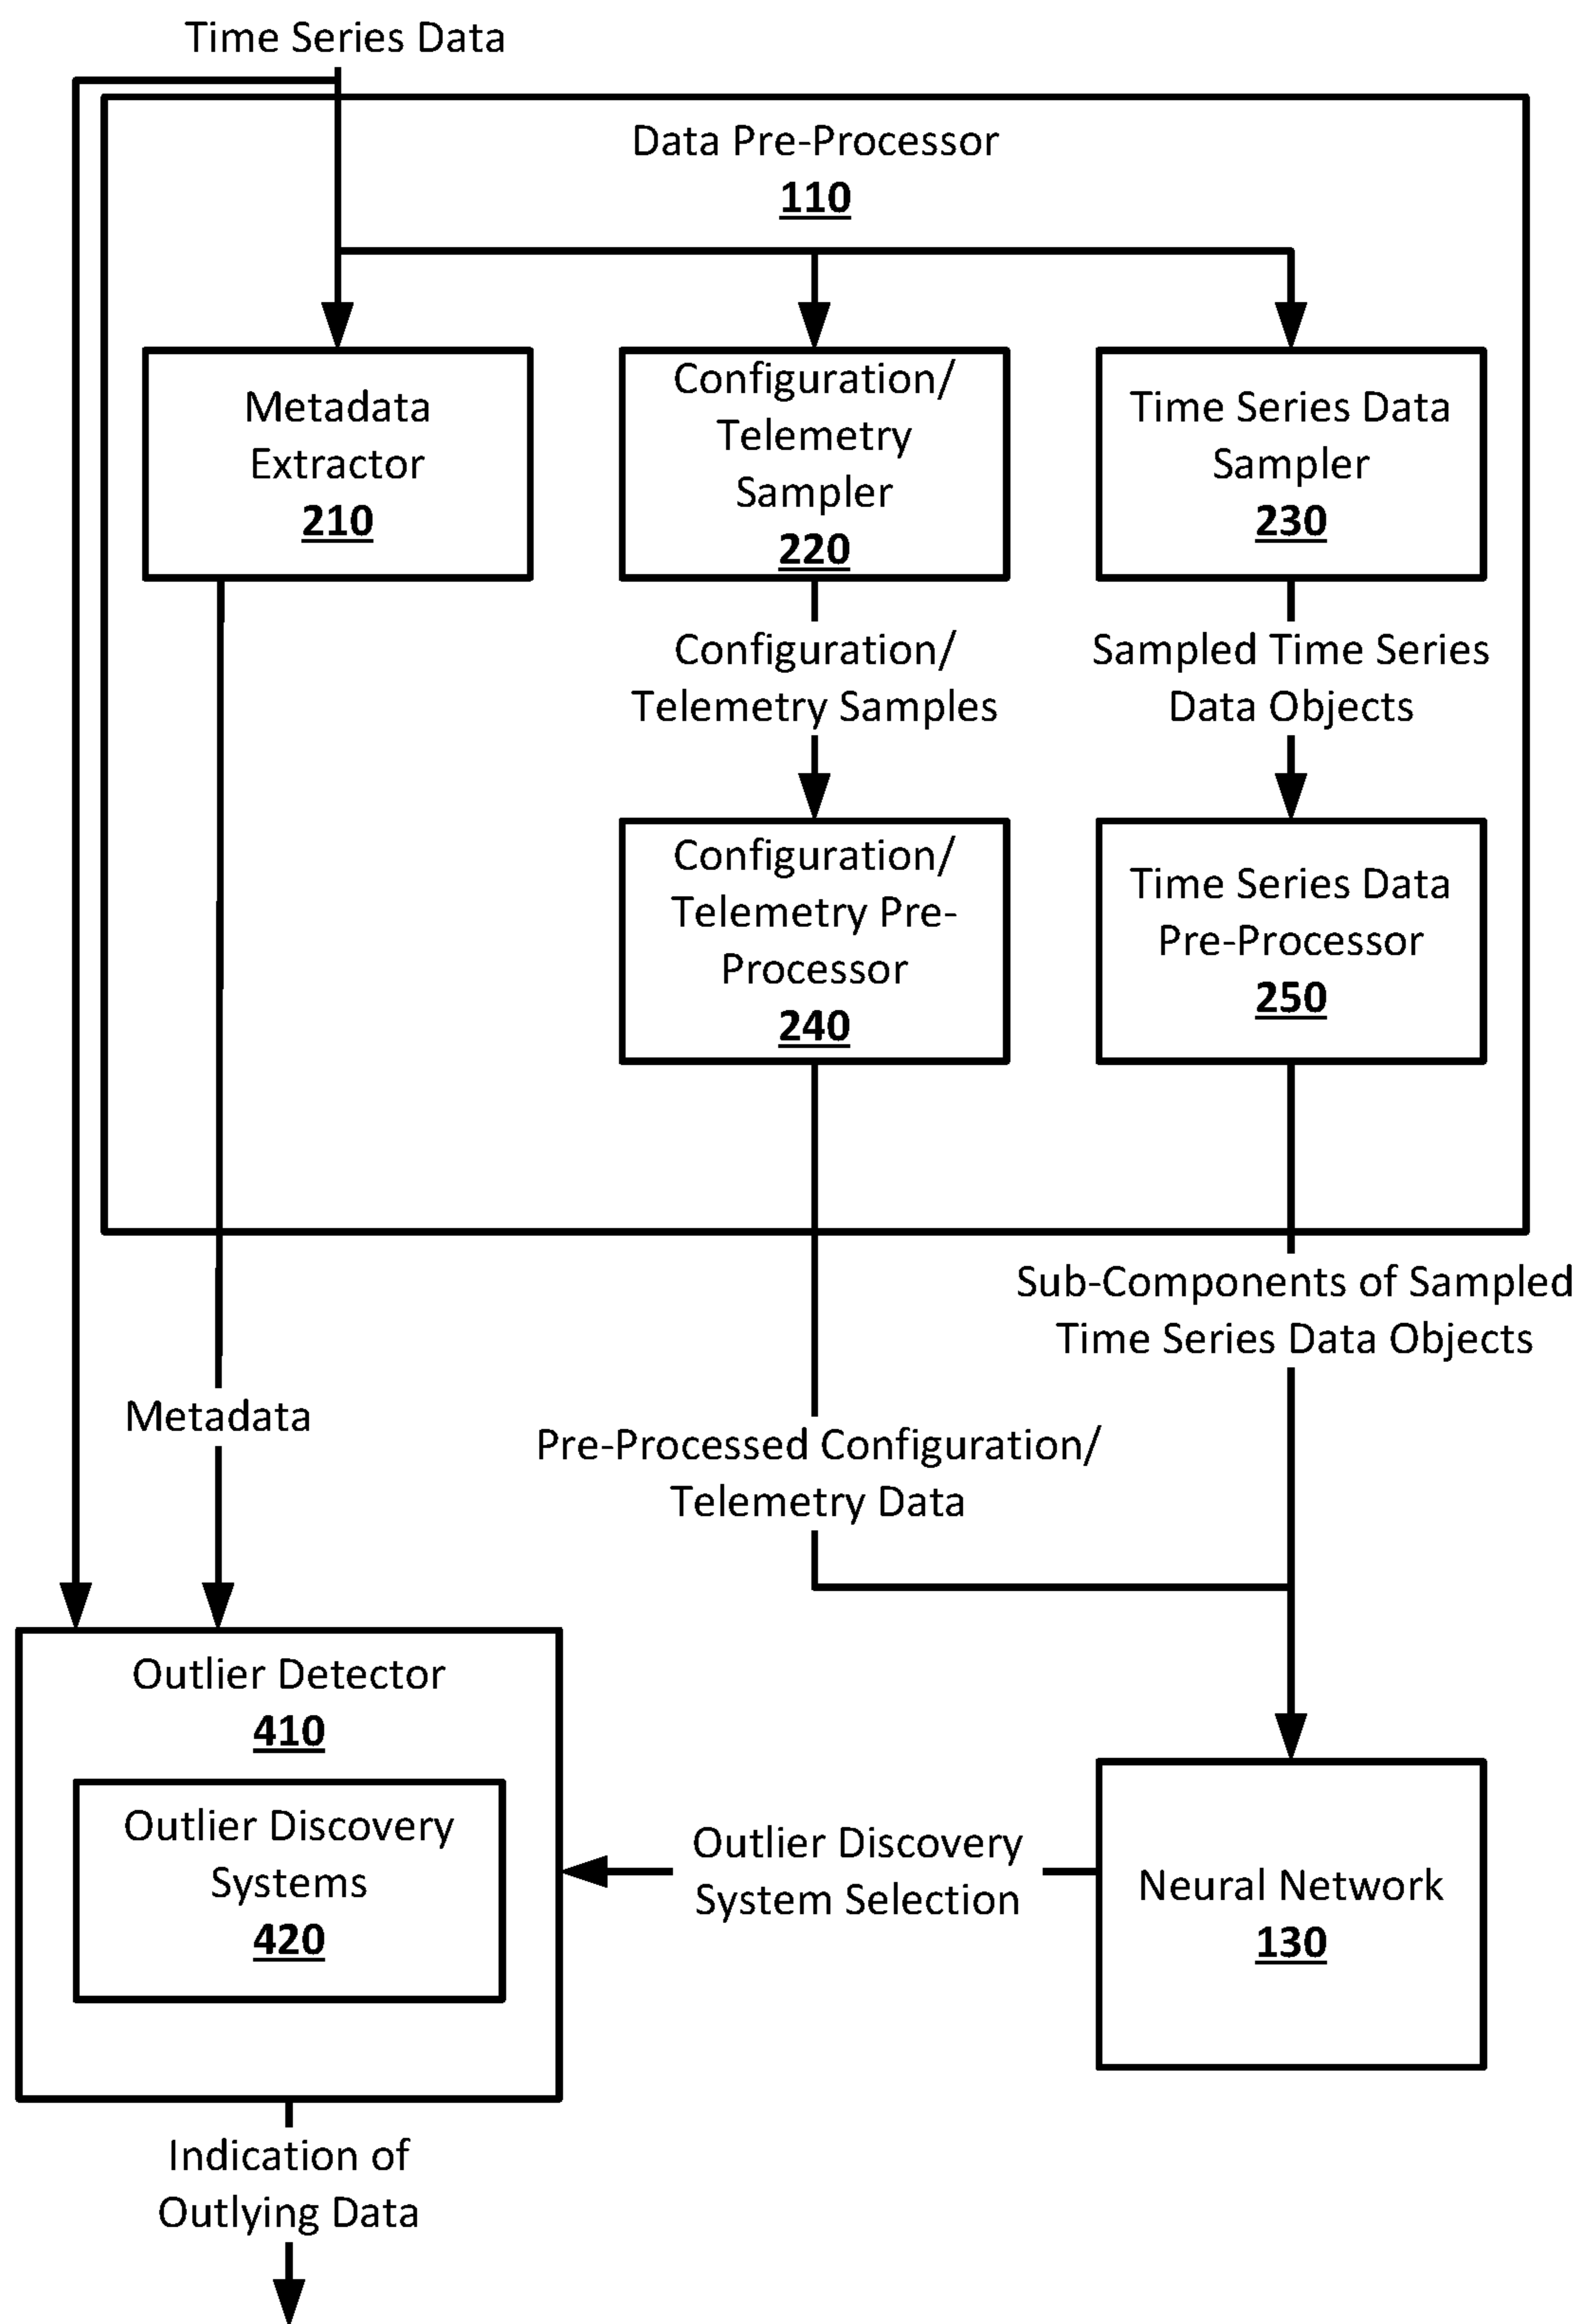 Time Series Data
Data Pre-Processor
110
Metadata
Extractor
210
Configuration/
Telemetry
Sampler
220
Time Series Data
Sampler
230
Configuration/
Telemetry Samples
Sampled Time Series
Data Objects
Configuration/
Telemetry Pre-
Processor
240
Time Series Data
Pre-Processor
250
Sub-Components of Sampled
Time Series Data Objects
Metadata
Pre-Processed Configuration/
Telemetry Data
Outlier Detector
410
Outlier Discovery
Systems
420
Outlier Discovery
System Selection
Neural Network
130
Indication of
Outlying Data